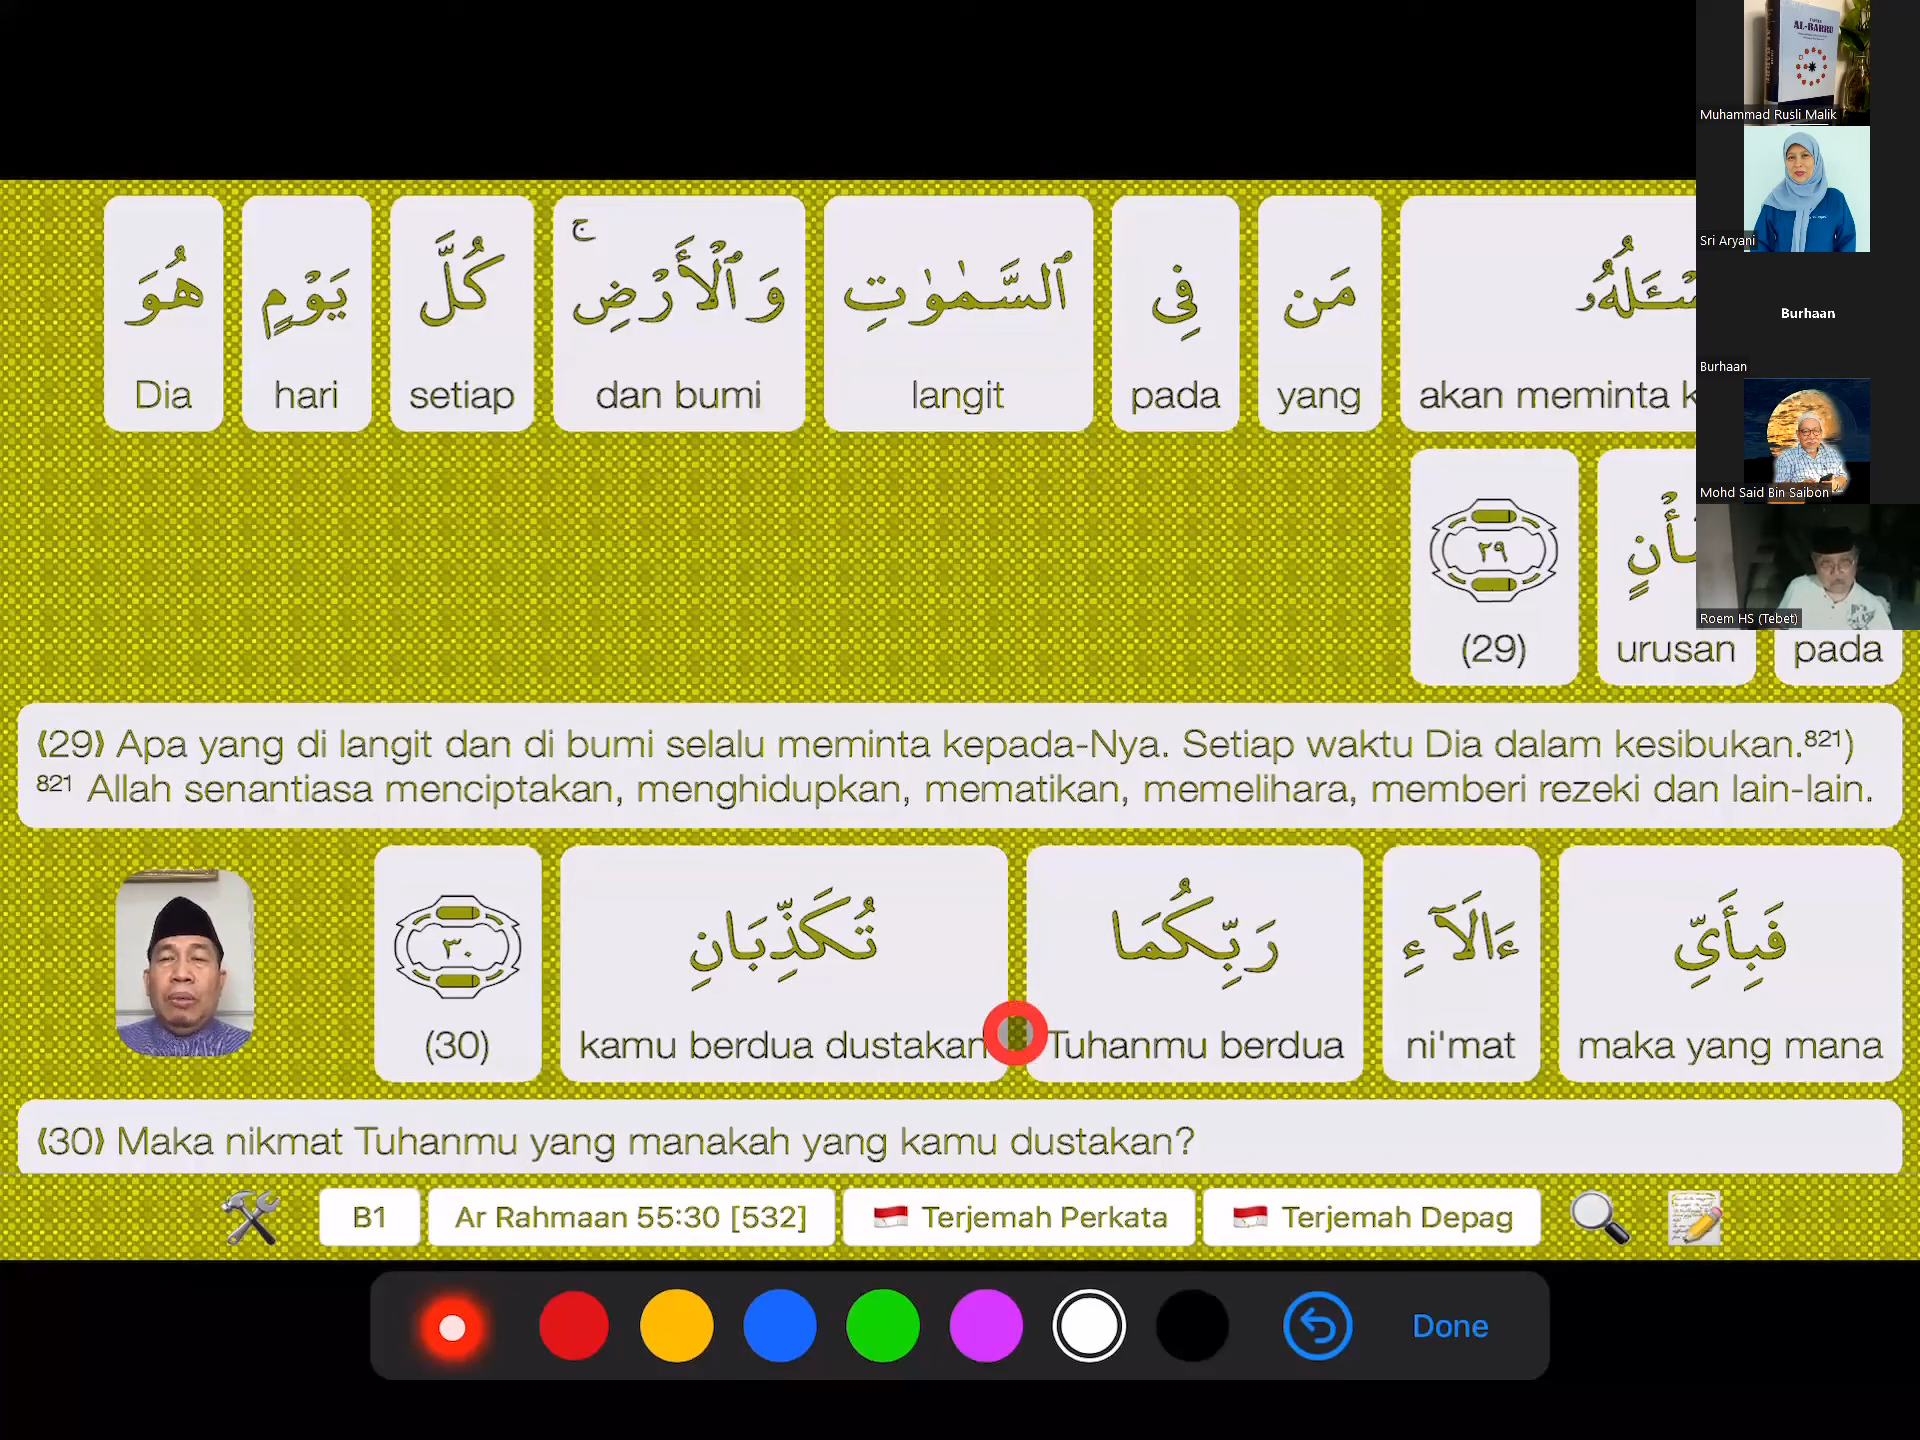 هُوَ يَوْمٍ كُلَّ وَٱلْأَرْضِ ۚ ٱلسَّمَـٰوَٰتِ فِى مَن
Dia hari setiap dan bumi langit pada yang akan meminta k
٢٩
(29) urusan pada
(29) Apa yang di langit dan di bumi selalu meminta kepada-Nya. Setiap waktu Dia dalam kesibukan.⁸²¹)
⁸²¹ Allah senantiasa menciptakan, menghidupkan, mematikan, memelihara, memberi rezeki dan lain-lain.
فَبِأَىِّ ءَالَآءِ رَبِّكُمَا تُكَذِّبَانِ ٣٠
(30) kamu berdua dustakan Tuhanmu berdua ni'mat maka yang mana
(30) Maka nikmat Tuhanmu yang manakah yang kamu dustakan?
B1 Ar Rahmaan 55:30 [532] Terjemah Perkata Terjemah Depag
Done
AL-BARRU
Muhammad Rusli Malik
Sri Aryani
Burhaan
Burhaan
Mohd Said Bin Saibon
Roem HS (Tebet)